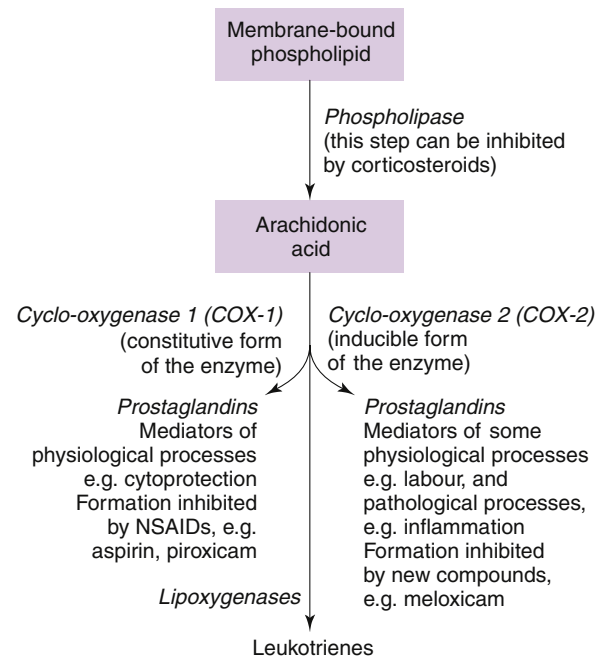 Membrane-bound
phospholipid
Phospholipase
(this step can be inhibited
by corticosteroids)
Arachidonic
acid
Cyclo-oxygenase 1 (COX-1)
(constitutive form
of the enzyme)
Cyclo-oxygenase 2 (COX-2)
(inducible form
of the enzyme)
Prostaglandins
Mediators of
physiological processes
e.g. cytoprotection
Formation inhibited
by NSAIDs, e.g.
aspirin, piroxicam
Prostaglandins
Mediators of some
physiological processes
e.g. labour, and
pathological processes,
e.g. inflammation
Formation inhibited
by new compounds,
e.g. meloxicam
Lipoxygenases
Leukotrienes